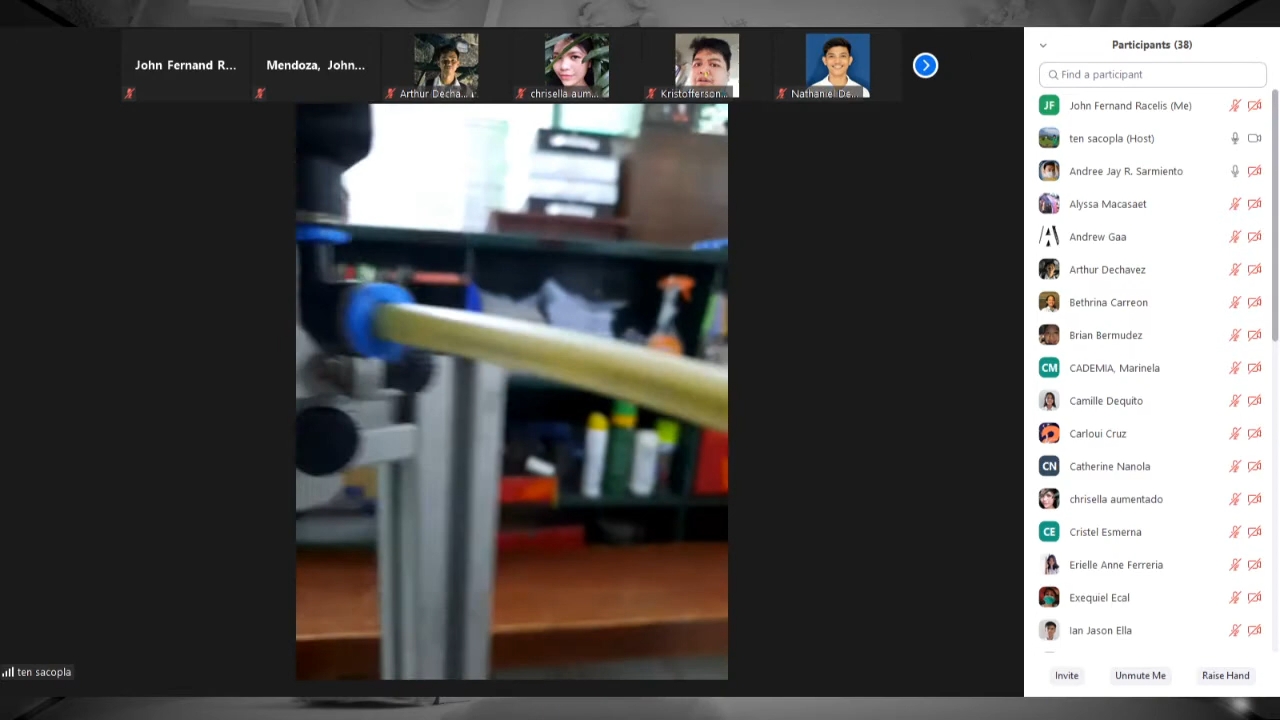 John Fernand R...
Mendoza, John...
Arthur Decha...
chrisella aum...
Kristofferson...
Nathaniel De...
Participants (38)
Find a participant
JF John Fernand Racelis (Me)
ten sacopla (Host)
Andree Jay R. Sarmiento
Alyssa Macasaet
Andrew Gaa
Arthur Dechavez
Bethrina Carreon
Brian Bermudez
CM CADEMIA, Marinela
Camille Dequito
Carloui Cruz
CN Catherine Nanola
chrisella aumentado
CE Cristel Esmerna
Erielle Anne Ferreria
Exequiel Ecal
Ian Jason Ella
Invite Unmute Me Raise Hand
ten sacopla